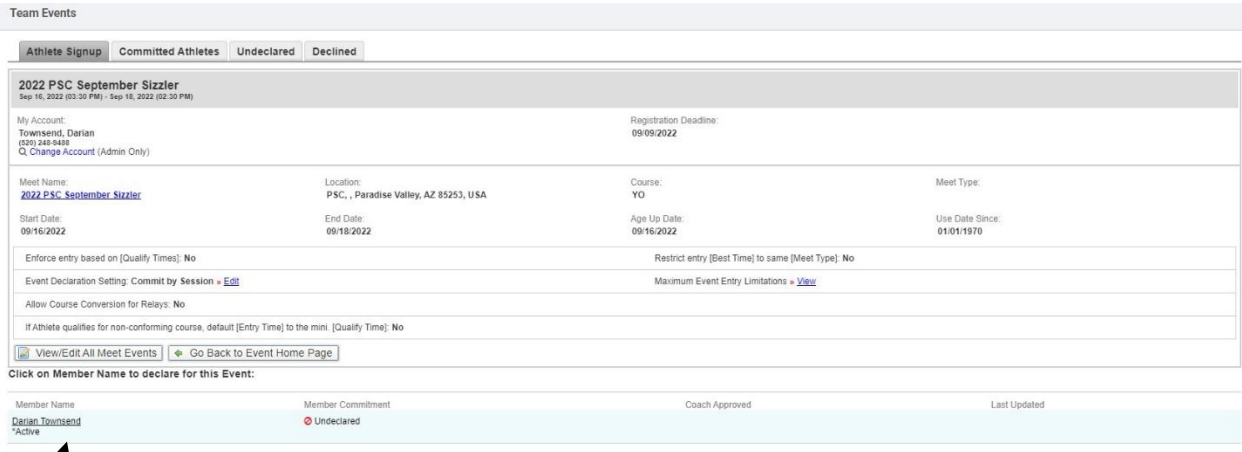 Team Events
Athlete Signup Committed Athletes Undeclared Declined
2022 PSC September Sizzler
Sep 16, 2022 (03:30 PM) - Sep 18, 2022 (02:30 PM)
My Account: Registration Deadline:
Townsend, Darian 09/09/2022
(520) 248-9488
Change Account (Admin Only)
Meet Name: Location: Course: Meet Type:
2022 PSC September Sizzler PSC, , Paradise Valley, AZ 85253, USA YO
Start Date: End Date: Age Up Date: Use Date Since:
09/16/2022 09/18/2022 09/16/2022 01/01/1970
Enforce entry based on [Qualify Times]: No Restrict entry [Best Time] to same [Meet Type]: No
Event Declaration Setting: Commit by Session » Edit Maximum Event Entry Limitations » View
Allow Course Conversion for Relays: No
If Athlete qualifies for non-conforming course, default [Entry Time] to the mini. [Qualify Time]: No
View/Edit All Meet Events Go Back to Event Home Page
Click on Member Name to declare for this Event:
Member Name Member Commitment Coach Approved Last Updated
Darian Townsend Undeclared
*Active